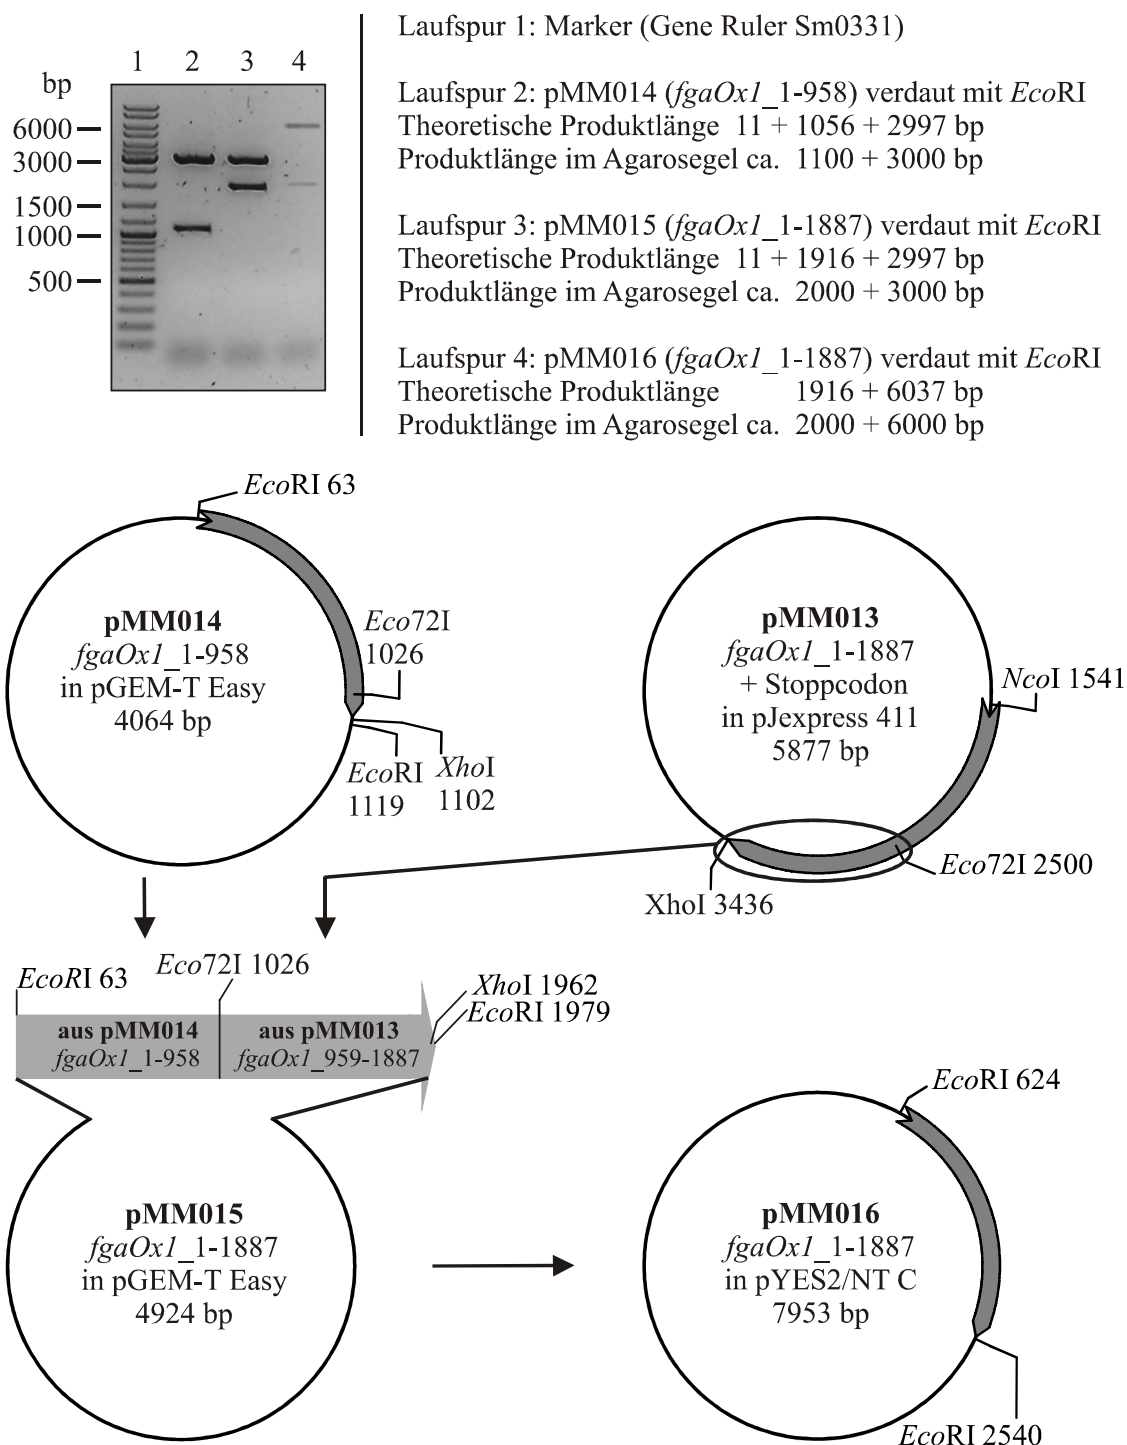 Laufspur 1: Marker (Gene Ruler Sm0331)
1 2 3 4
bp
6000
3000
1500
1000
500
Laufspur 2: pMM014 (fgaOx1_1-958) verdaut mit EcoRI
Theoretische Produktlänge 11 + 1056 + 2997 bp
Produktlänge im Agarosegel ca. 1100 + 3000 bp
Laufspur 3: pMM015 (fgaOx1_1-1887) verdaut mit EcoRI
Theoretische Produktlänge 11 + 1916 + 2997 bp
Produktlänge im Agarosegel ca. 2000 + 3000 bp
Laufspur 4: pMM016 (fgaOx1_1-1887) verdaut mit EcoRI
Theoretische Produktlänge 1916 + 6037 bp
Produktlänge im Agarosegel ca. 2000 + 6000 bp
EcoRI 63
pMM014
fgaOx1_1-958
in pGEM-T Easy
4064 bp
Eco72I
1026
EcoRI
1119
XhoI
1102
pMM013
fgaOx1_1-1887
+ Stoppcodon
in pJexpress 411
5877 bp
NcoI 1541
Eco72I 2500
XhoI 3436
EcoRI 63
Eco72I 1026
XhoI 1962
EcoRI 1979
aus pMM014
fgaOx1_1-958
aus pMM013
fgaOx1_959-1887
pMM015
fgaOx1_1-1887
in pGEM-T Easy
4924 bp
EcoRI 624
pMM016
fgaOx1_1-1887
in pYES2/NT C
7953 bp
EcoRI 2540